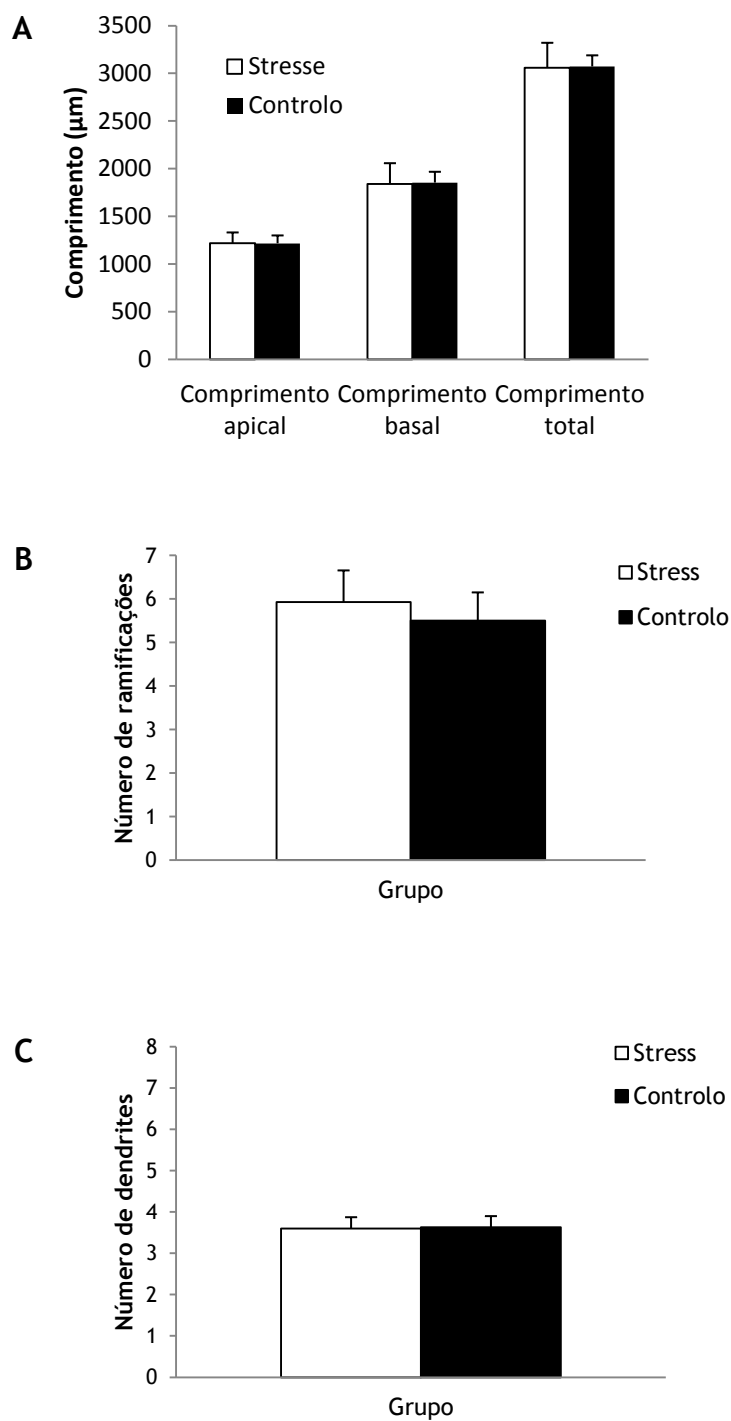 A
Comprimento (µm)
3500
3000
2500
2000
1500
1000
500
0
Stresse
Controlo
Comprimento apical
Comprimento basal
Comprimento total
B
Número de ramificações
7
6
5
4
3
2
1
0
Stress
Controlo
Grupo
C
Número de dendrites
8
7
6
5
4
3
2
1
0
Stress
Controlo
Grupo